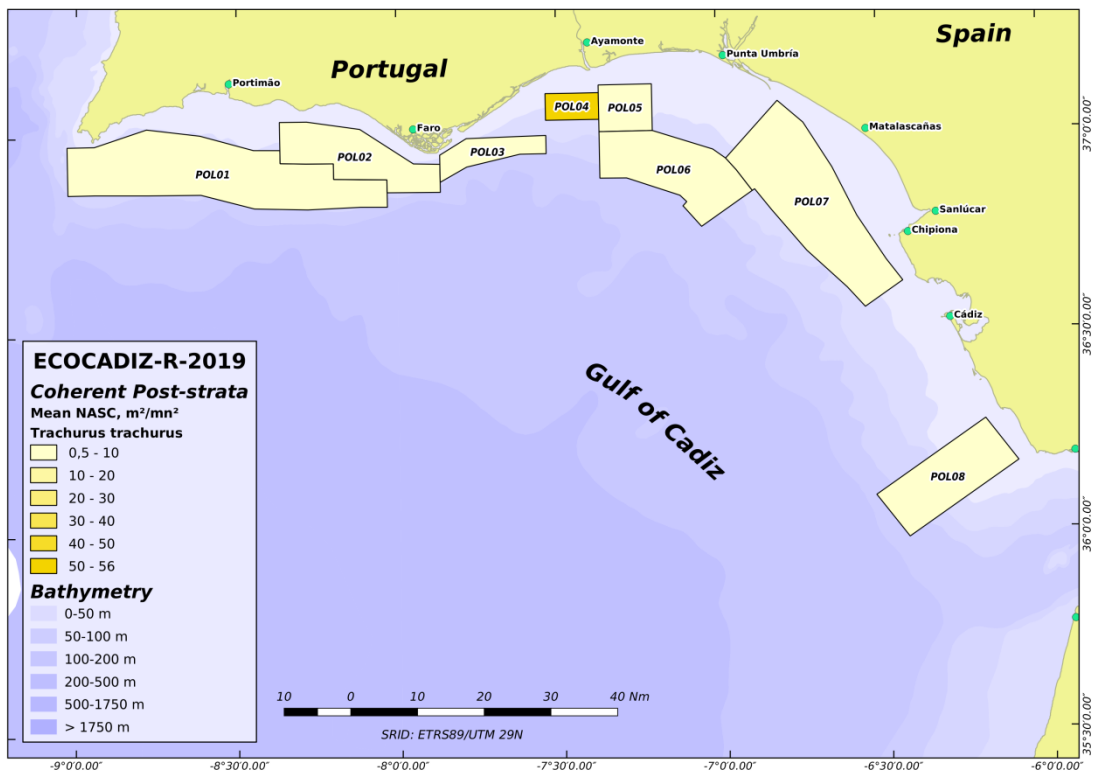 Spain
Ayamonte
Punta Umbría
Portugal
Portimão
POL04
POL05
Faro
Matalascañas
37°0'0.00″
POL02
POL03
POL01
POL06
POL07
Sanlúcar
Chipiona
Cádiz
36°30'0.00″
ECOCADIZ-R-2019
Coherent Post-strata
Mean NASC, m²/mn²
Trachurus trachurus
0,5 - 10
10 - 20
20 - 30
30 - 40
40 - 50
50 - 56
Gulf of Cadiz
POL08
36°0'0.00″
Bathymetry
0-50 m
50-100 m
100-200 m
200-500 m
500-1750 m
> 1750 m
10 0 10 20 30 40 Nm
SRID: ETRS89/UTM 29N
35°30'0.00″
-9°0'0.00″ -8°30'0.00″ -8°0'0.00″ -7°30'0.00″ -7°0'0.00″ -6°30'0.00″ -6°0'0.00″